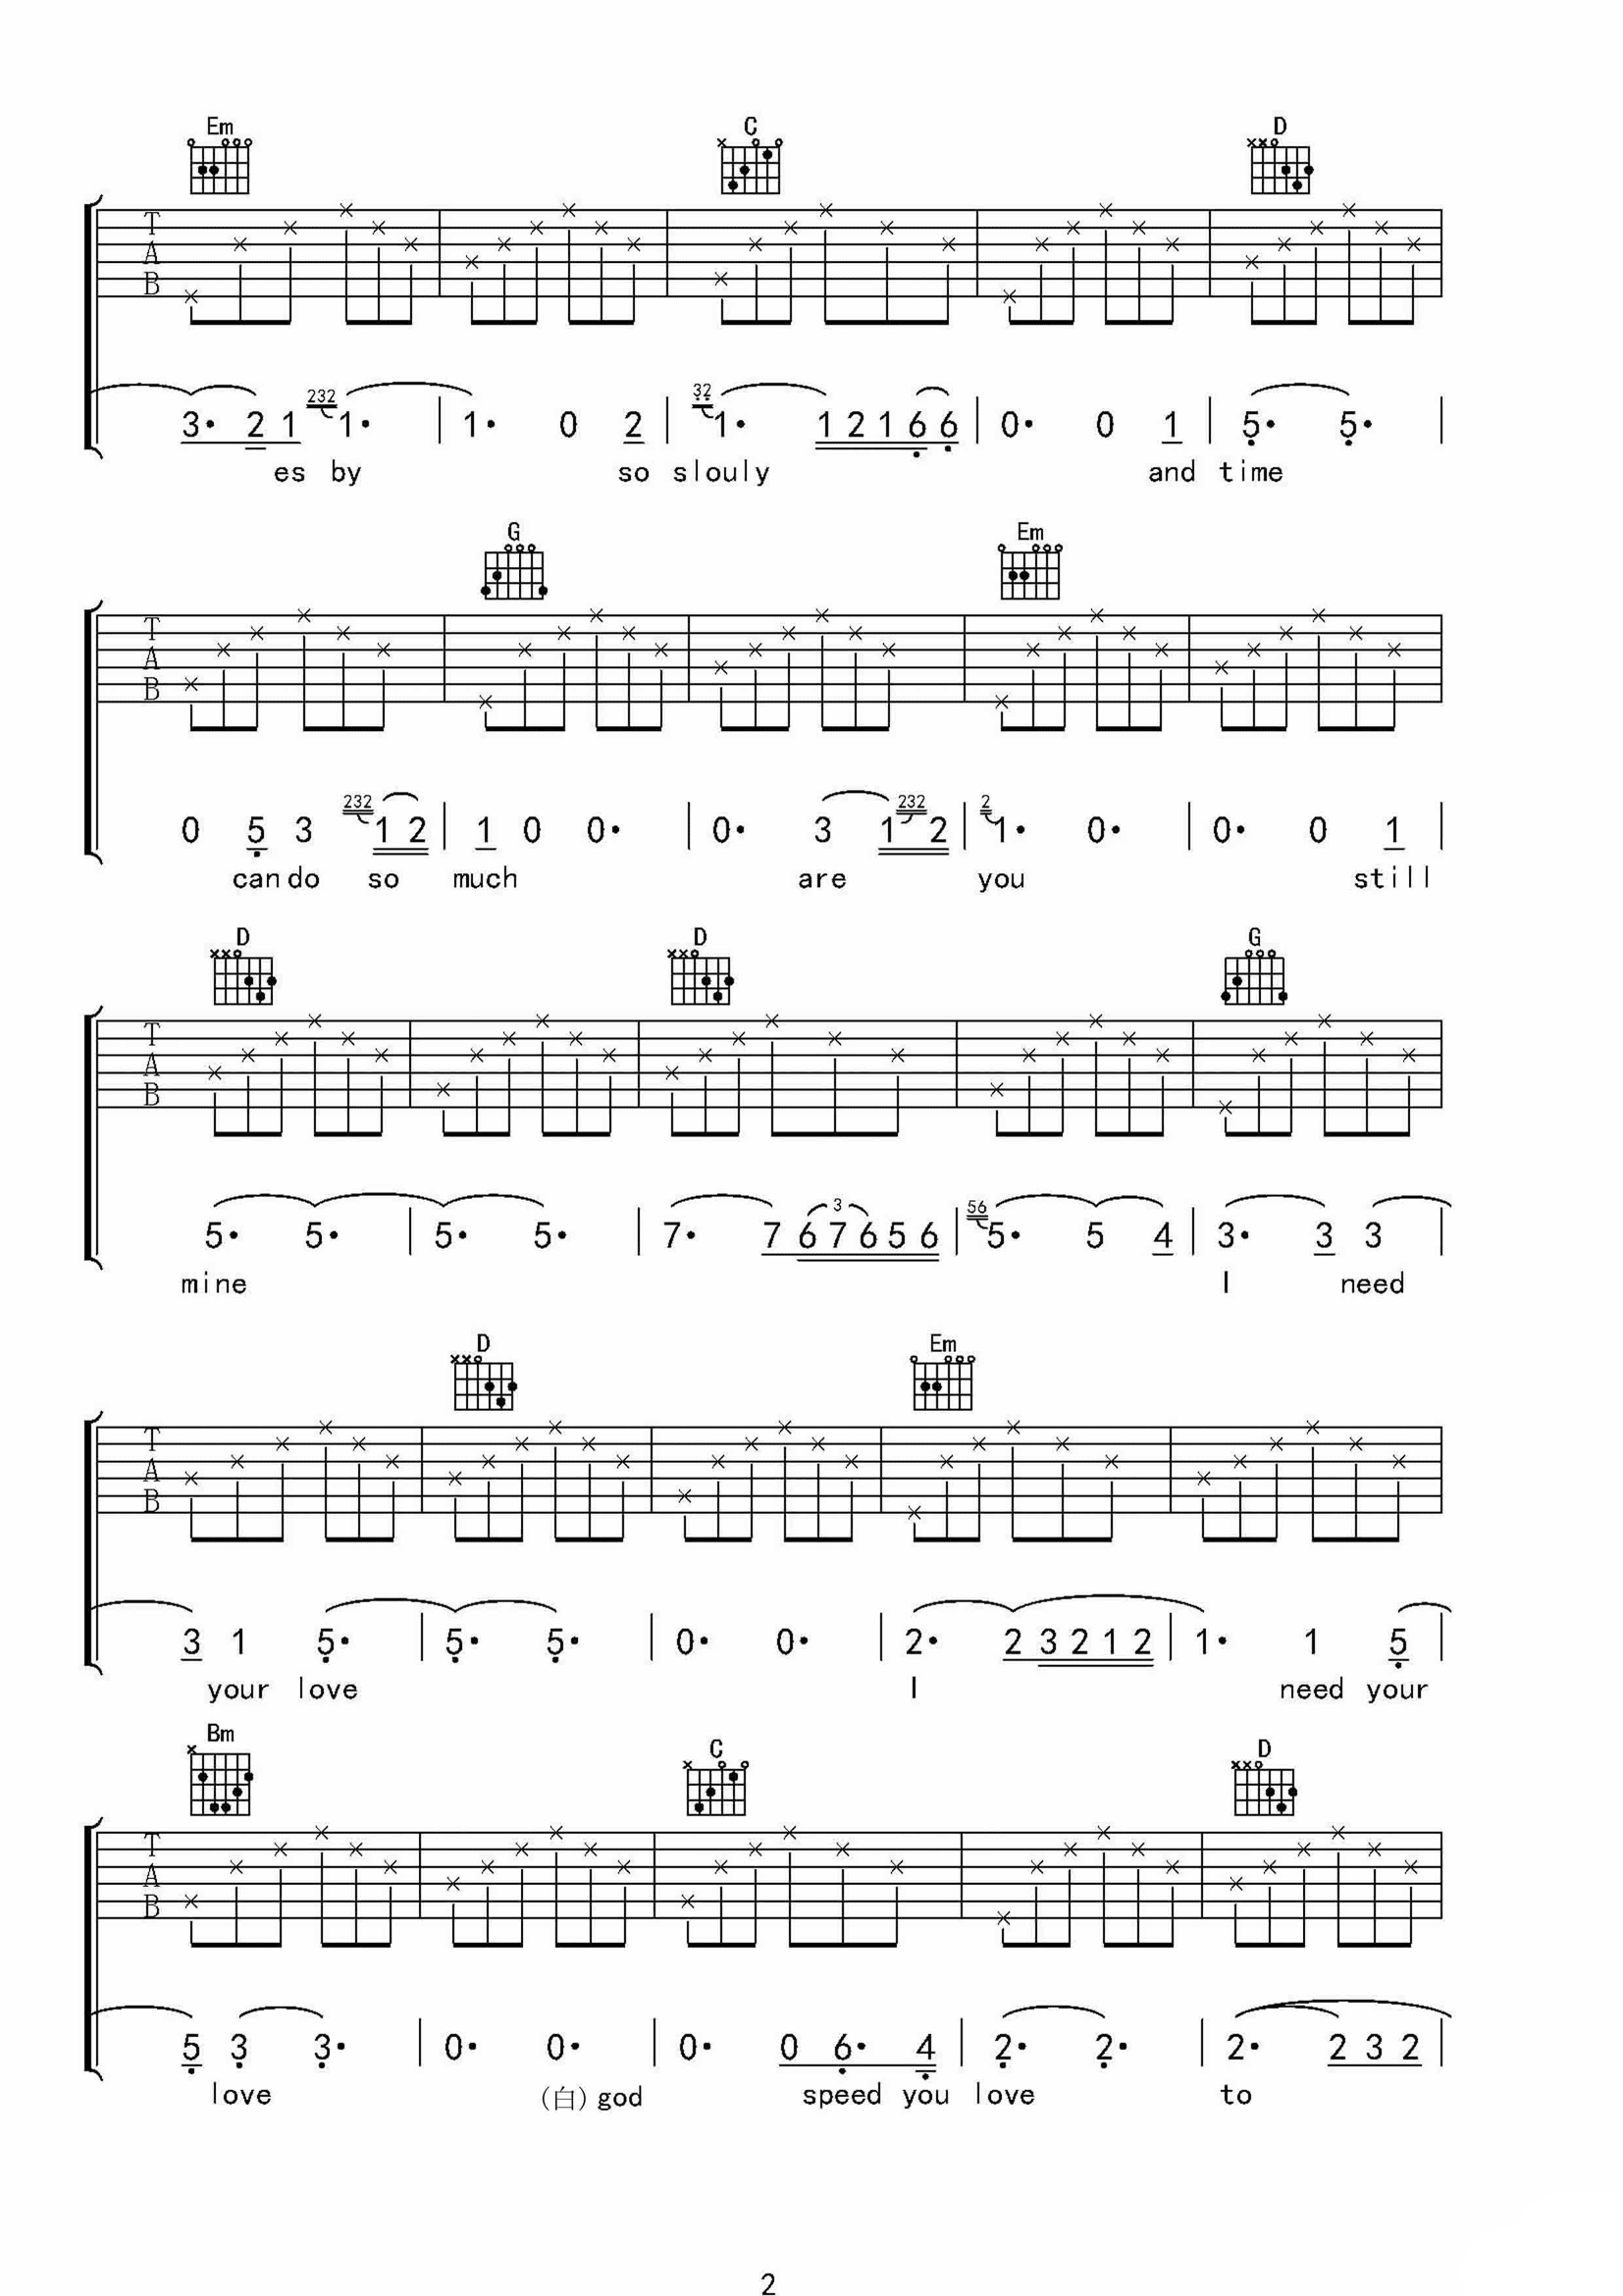 Em C D
T
A
B
232 32
3· 2 1 1· | 1· 0 2 | 1· 1 2 1 6 6 | 0· 0 1 | 5· 5· |
es by so slouly and time
G Em
T
A
B
232 232 2
0 5 3 1 2 | 1 0 0· | 0· 3 1 2 | 1· 0· | 0· 0 1 |
can do so much are you still
D D G
T
A
B
3 56
5· 5· | 5· 5· | 7· 7 6 7 6 5 6 | 5· 5 4 | 3· 3 3 |
mine I need
D Em
T
A
B
3 1 5· | 5· 5· | 0· 0· | 2· 2 3 2 1 2 | 1· 1 5 |
your love I need your
Bm C D
T
A
B
5 3 3· | 0· 0· | 0· 0 6· 4 | 2· 2· | 2· 2 3 2 |
love (白) god speed you love to
2